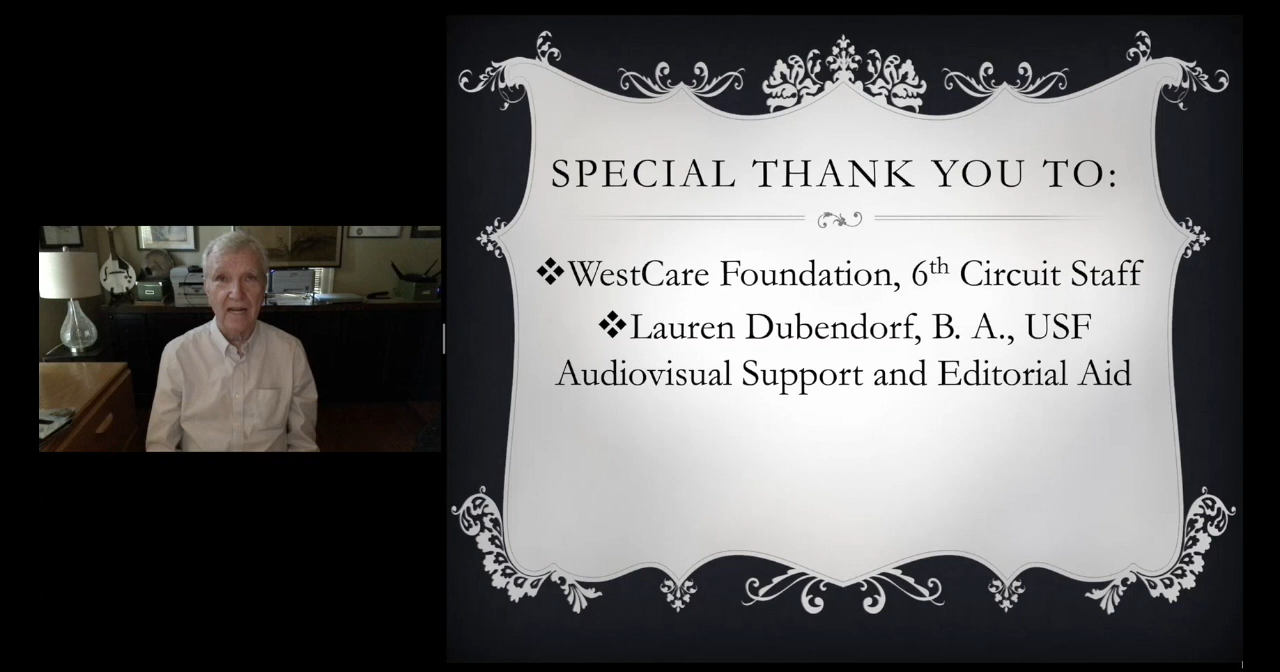 SPECIAL THANK YOU TO:
❖WestCare Foundation, 6th Circuit Staff
❖Lauren Dubendorf, B. A., USF
Audiovisual Support and Editorial Aid